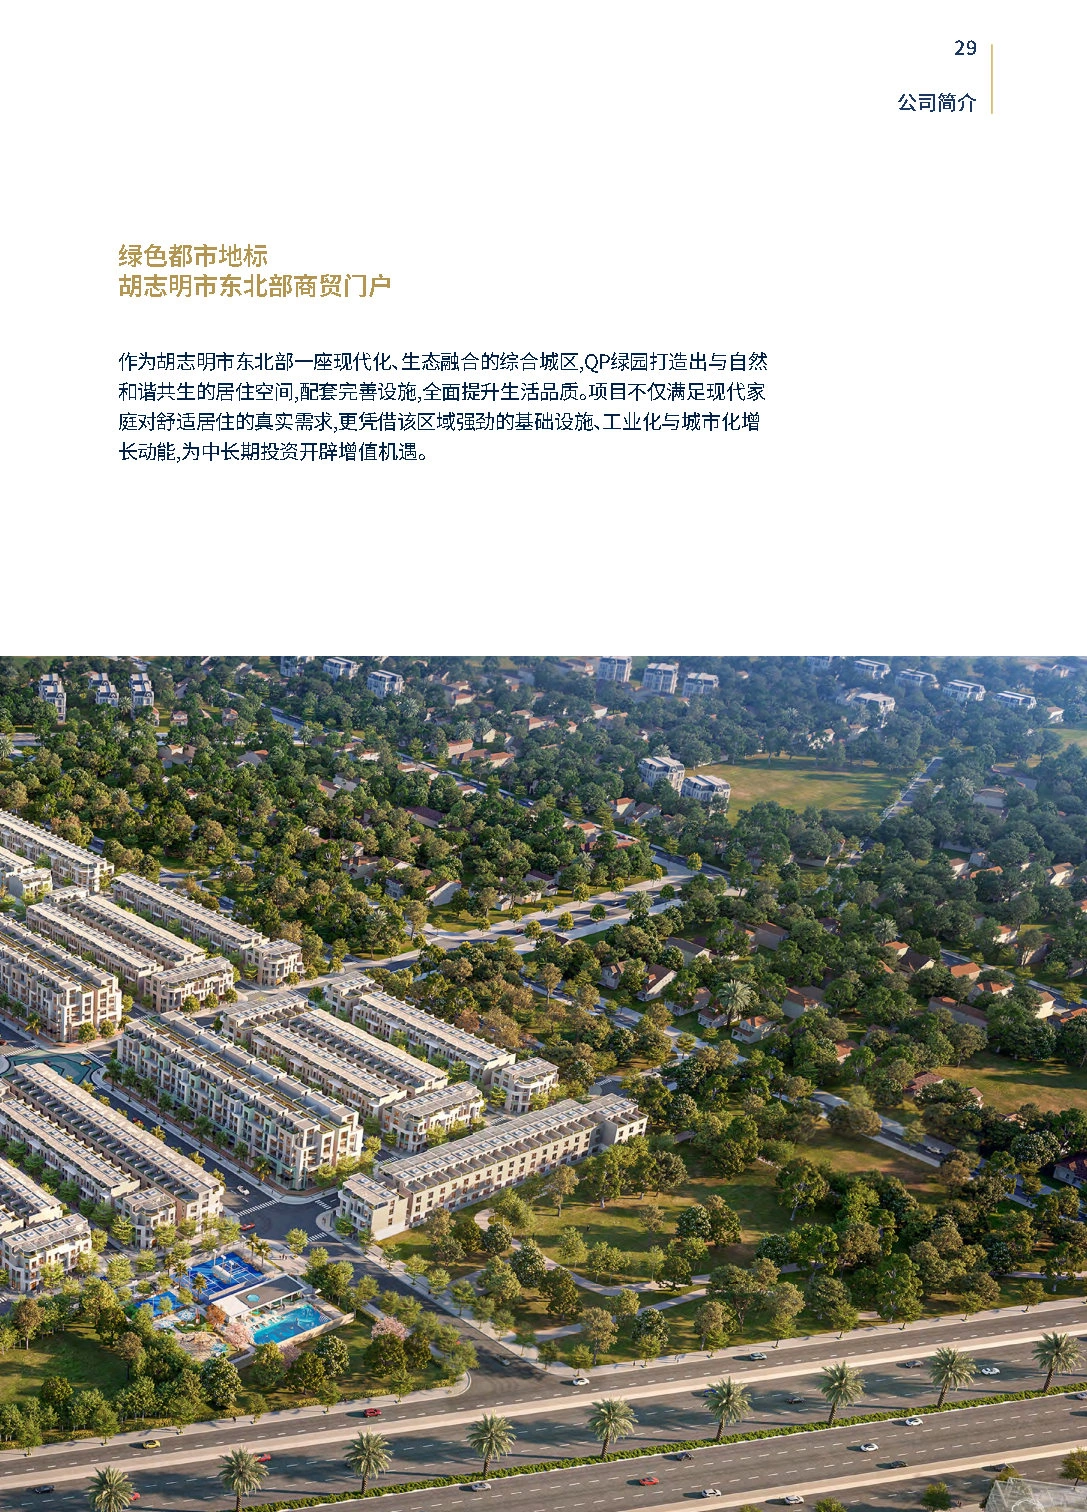 29
公司简介
绿色都市地标
胡志明市东北部商贸门户
作为胡志明市东北部一座现代化、生态融合的综合城区,QP绿园打造出与自然
和谐共生的居住空间,配套完善设施,全面提升生活品质。项目不仅满足现代家
庭对舒适居住的真实需求,更凭借该区域强劲的基础设施、工业化与城市化增
长动能,为中长期投资开辟增值机遇。